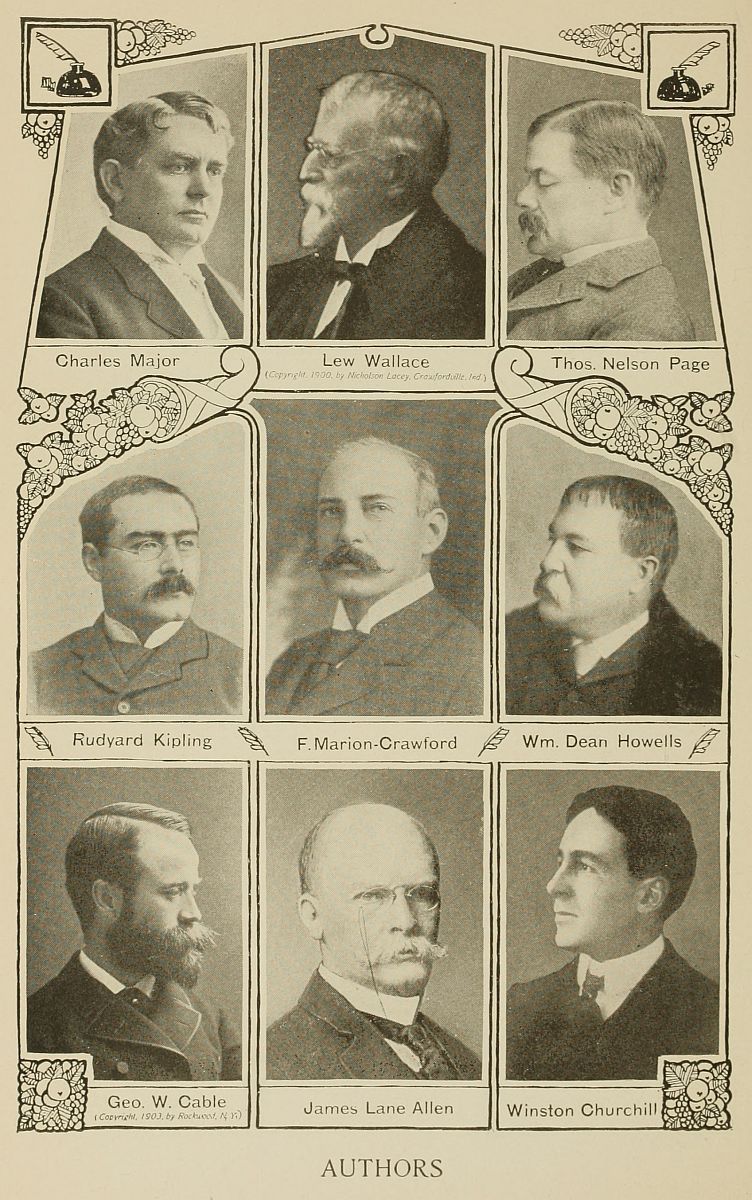 Charles Major
Lew Wallace
(Copyright, 1900, by Nicholson Lacey, Crawfordville, Ind.)
Thos. Nelson Page
Rudyard Kipling
F. Marion-Crawford
Wm. Dean Howells
Geo. W. Cable
(Copyright, 1903, by Rockwood, N.Y.)
James Lane Allen
Winston Churchill
AUTHORS